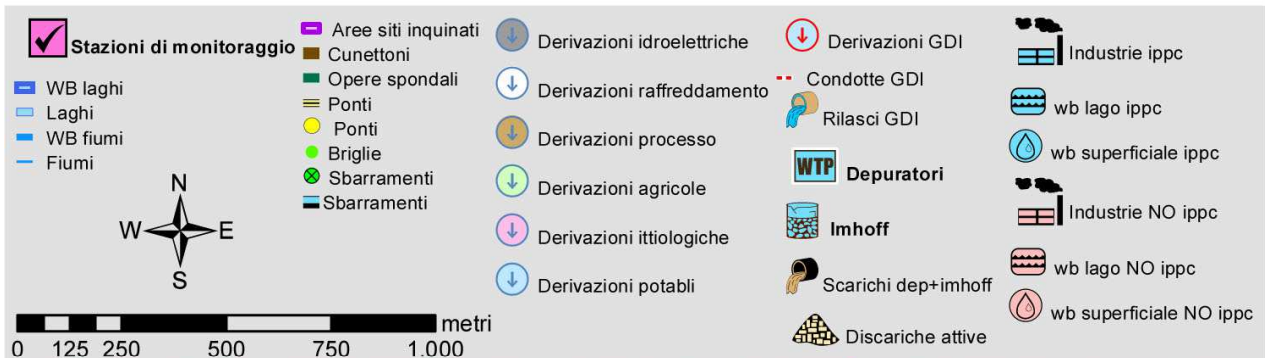 Stazioni di monitoraggio
WB laghi
Laghi
WB fiumi
Fiumi
N
W E
S
metri
0 125 250 500 750 1.000
Aree siti inquinati
Cunettoni
Opere spondali
Ponti
Ponti
Briglie
Sbarramenti
Sbarramenti
Derivazioni idroelettriche
Derivazioni raffreddamento
Derivazioni processo
Derivazioni agricole
Derivazioni ittiologiche
Derivazioni potabli
Derivazioni GDI
Condotte GDI
Rilasci GDI
WTP Depuratori
Imhoff
Scarichi dep+imhoff
Discariche attive
Industrie ippc
wb lago ippc
wb superficiale ippc
Industrie NO ippc
wb lago NO ippc
wb superficiale NO ippc